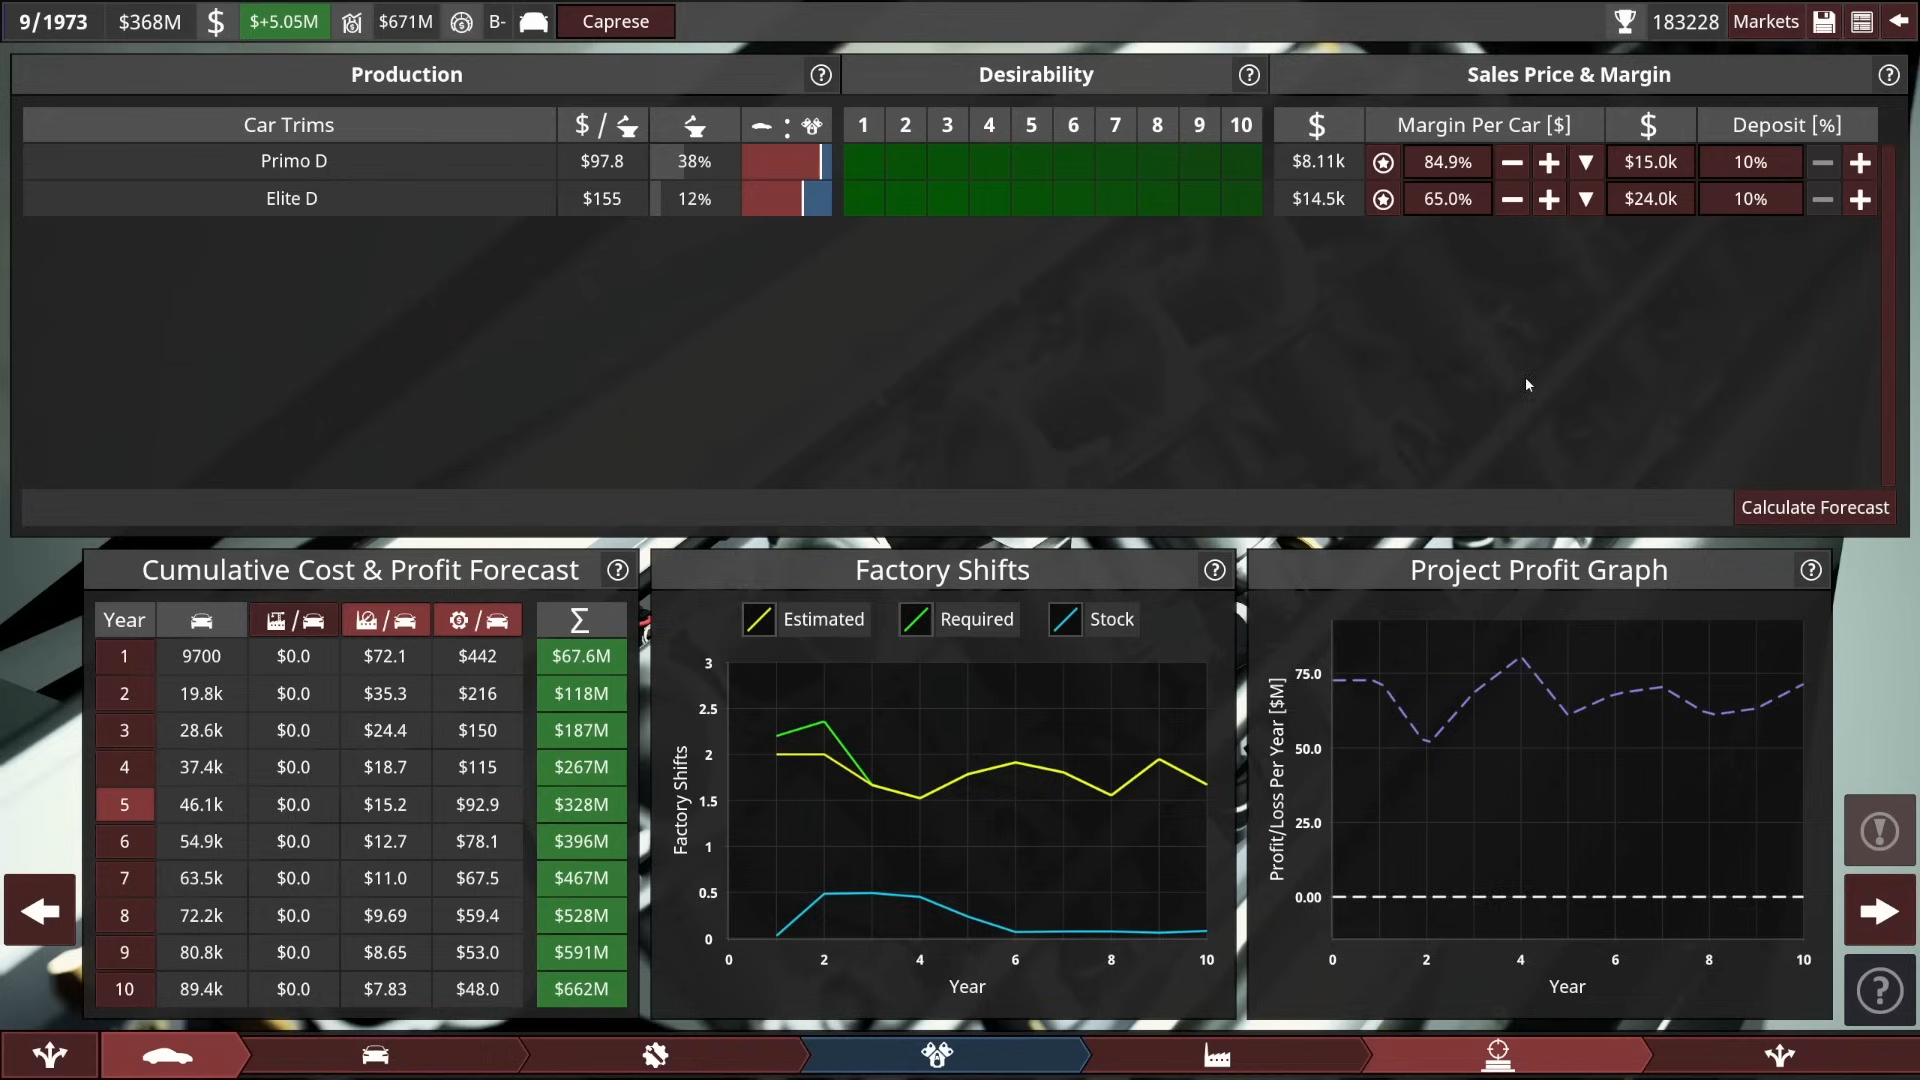 9/1973 $368M $+5.05M $671M B- Caprese 183228 Markets
Production Desirability Sales Price & Margin
Car Trims $ / : 1 2 3 4 5 6 7 8 9 10 $ Margin Per Car [$] $ Deposit [%]
Primo D $97.8 38% $8.11k 84.9% $15.0k 10%
Elite D $155 12% $14.5k 65.0% $24.0k 10%
Calculate Forecast
Cumulative Cost & Profit Forecast
Year / / / Σ
1 9700 $0.0 $72.1 $442 $67.6M
2 19.8k $0.0 $35.3 $216 $118M
3 28.6k $0.0 $24.4 $150 $187M
4 37.4k $0.0 $18.7 $115 $267M
5 46.1k $0.0 $15.2 $92.9 $328M
6 54.9k $0.0 $12.7 $78.1 $396M
7 63.5k $0.0 $11.0 $67.5 $467M
8 72.2k $0.0 $9.69 $59.4 $528M
9 80.8k $0.0 $8.65 $53.0 $591M
10 89.4k $0.0 $7.83 $48.0 $662M
Factory Shifts
Estimated Required Stock
Factory Shifts
3
2.5
2
1.5
1
0.5
0
0 2 4 6 8 10
Year
Project Profit Graph
Profit/Loss Per Year [$M]
75.0
50.0
25.0
0.00
0 2 4 6 8 10
Year